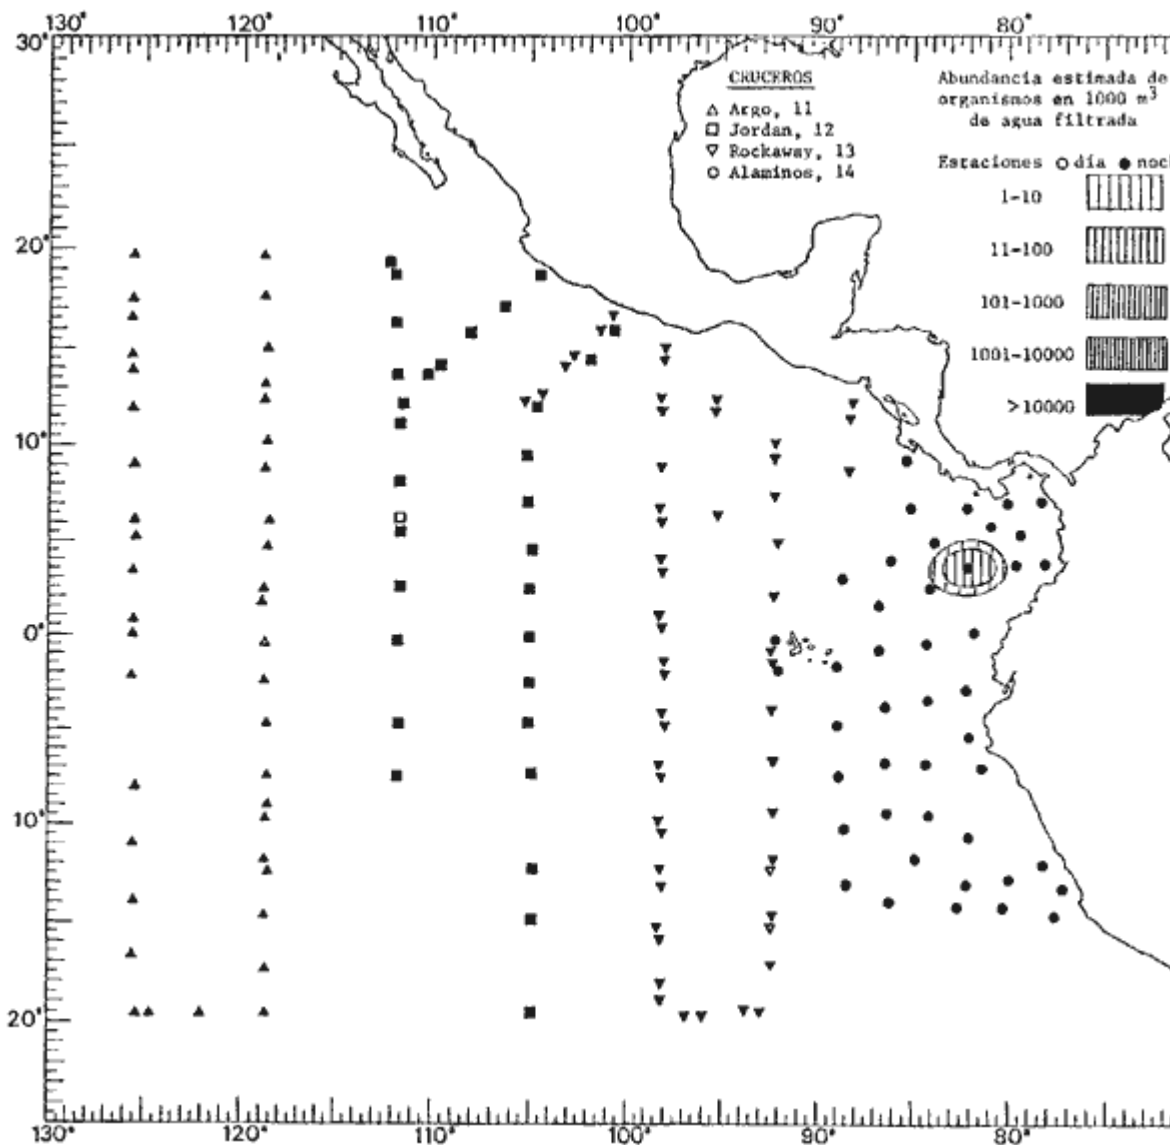 130° 120° 110° 100° 90° 80°
30°
CRUCEROS
△ Argo, 11
□ Jordan, 12
▽ Rockaway, 13
○ Alaminos, 14
Abundancia estimada de
organismos en 1000 m³
de agua filtrada
Estaciones ○ día ● noch
1-10
11-100
101-1000
1001-10000
>10000
20°
10°
0°
10°
20°
130° 120° 110° 100° 90° 80°